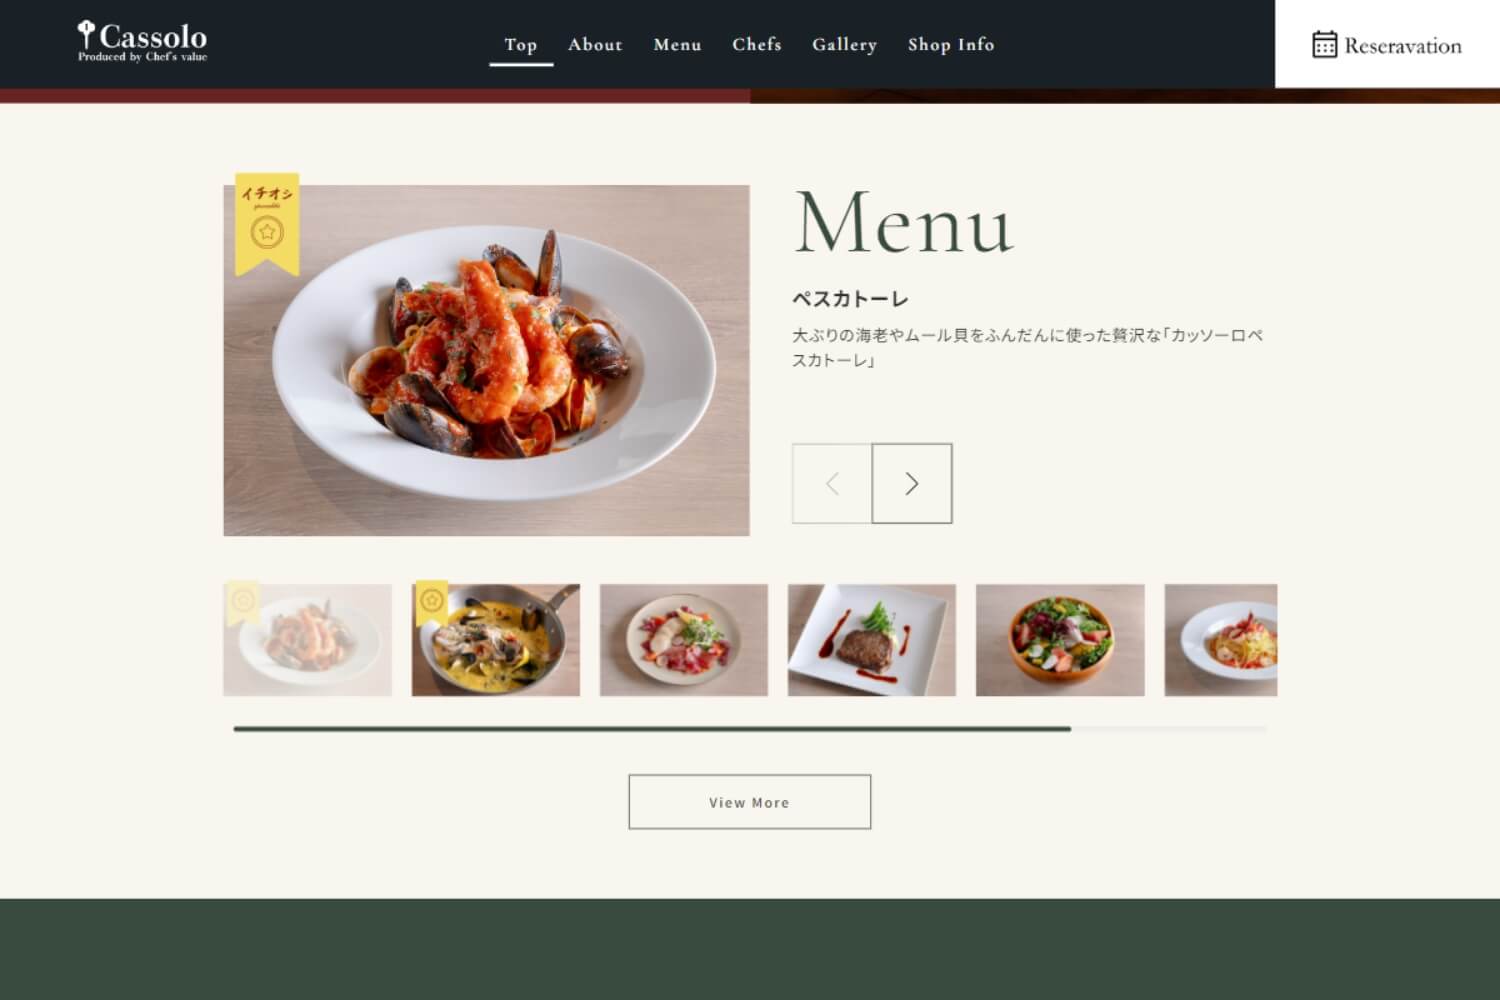 Cassolo
Produced by Chef's value
Top
About
Menu
Chefs
Gallery
Shop Info
Reseravation
イチオシ
Menu
ペスカトーレ
大ぶりの海老やムール貝をふんだんに使った贅沢な「カッソーロペ
スカトーレ」
View More